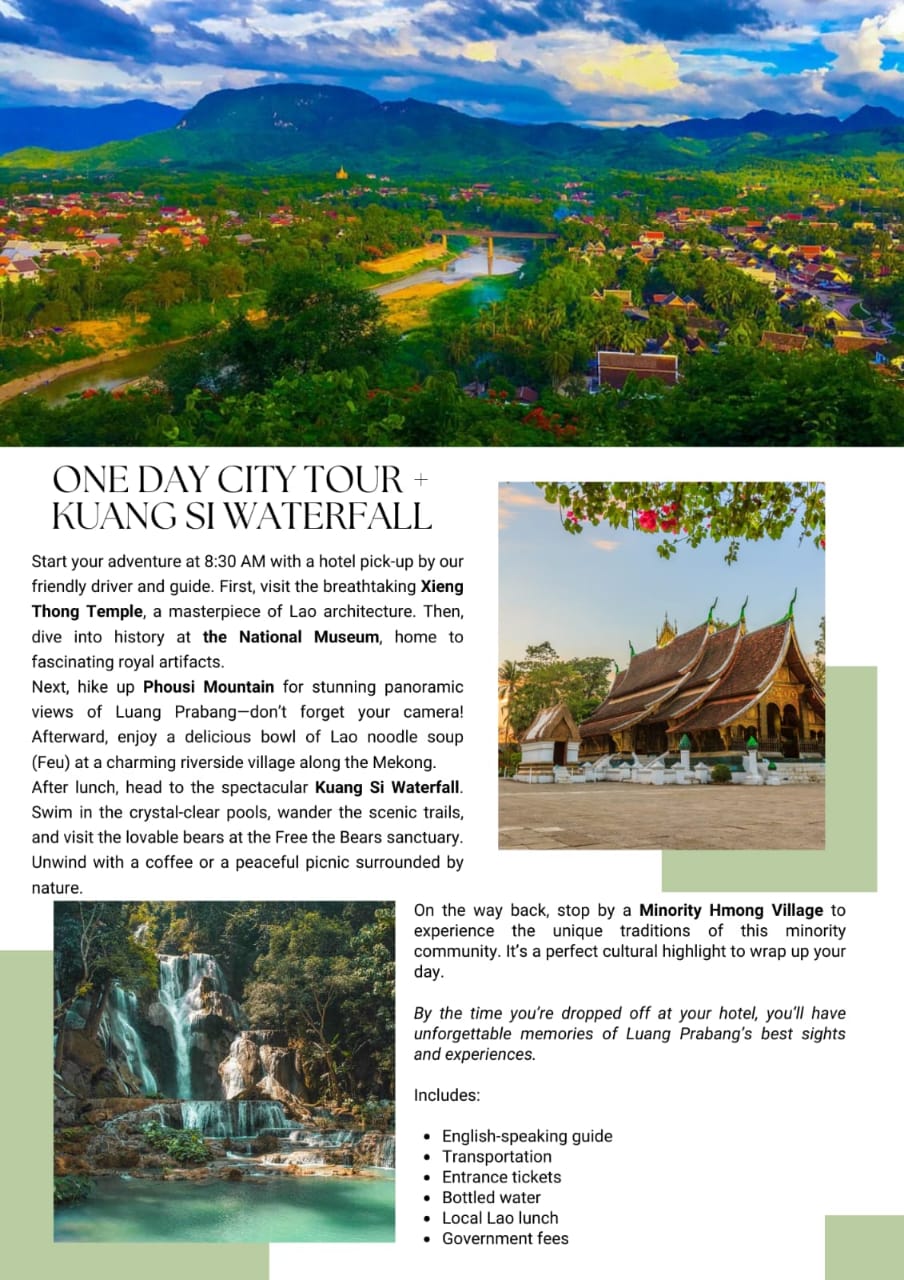 ONE DAY CITY TOUR +
KUANG SI WATERFALL
Start your adventure at 8:30 AM with a hotel pick-up by our
friendly driver and guide. First, visit the breathtaking Xieng
Thong Temple, a masterpiece of Lao architecture. Then,
dive into history at the National Museum, home to
fascinating royal artifacts.
Next, hike up Phousi Mountain for stunning panoramic
views of Luang Prabang—don’t forget your camera!
Afterward, enjoy a delicious bowl of Lao noodle soup
(Feu) at a charming riverside village along the Mekong.
After lunch, head to the spectacular Kuang Si Waterfall.
Swim in the crystal-clear pools, wander the scenic trails,
and visit the lovable bears at the Free the Bears sanctuary.
Unwind with a coffee or a peaceful picnic surrounded by
nature.
On the way back, stop by a Minority Hmong Village to
experience the unique traditions of this minority
community. It’s a perfect cultural highlight to wrap up your
day.
By the time you’re dropped off at your hotel, you’ll have
unforgettable memories of Luang Prabang’s best sights
and experiences.
Includes:
• English-speaking guide
• Transportation
• Entrance tickets
• Bottled water
• Local Lao lunch
• Government fees